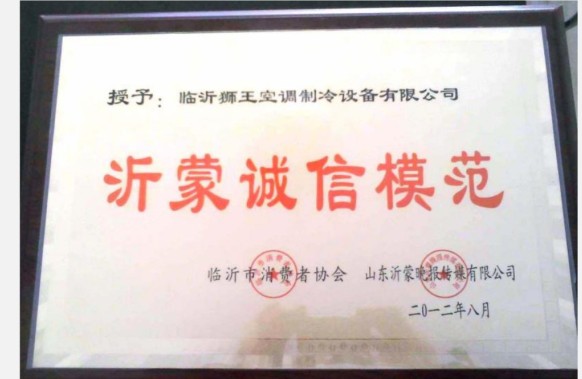 授予：临沂狮王空调制冷设备有限公司
沂蒙诚信模范
临沂市消费者协会 山东沂蒙晚报传媒有限公司
二〇一二年八月